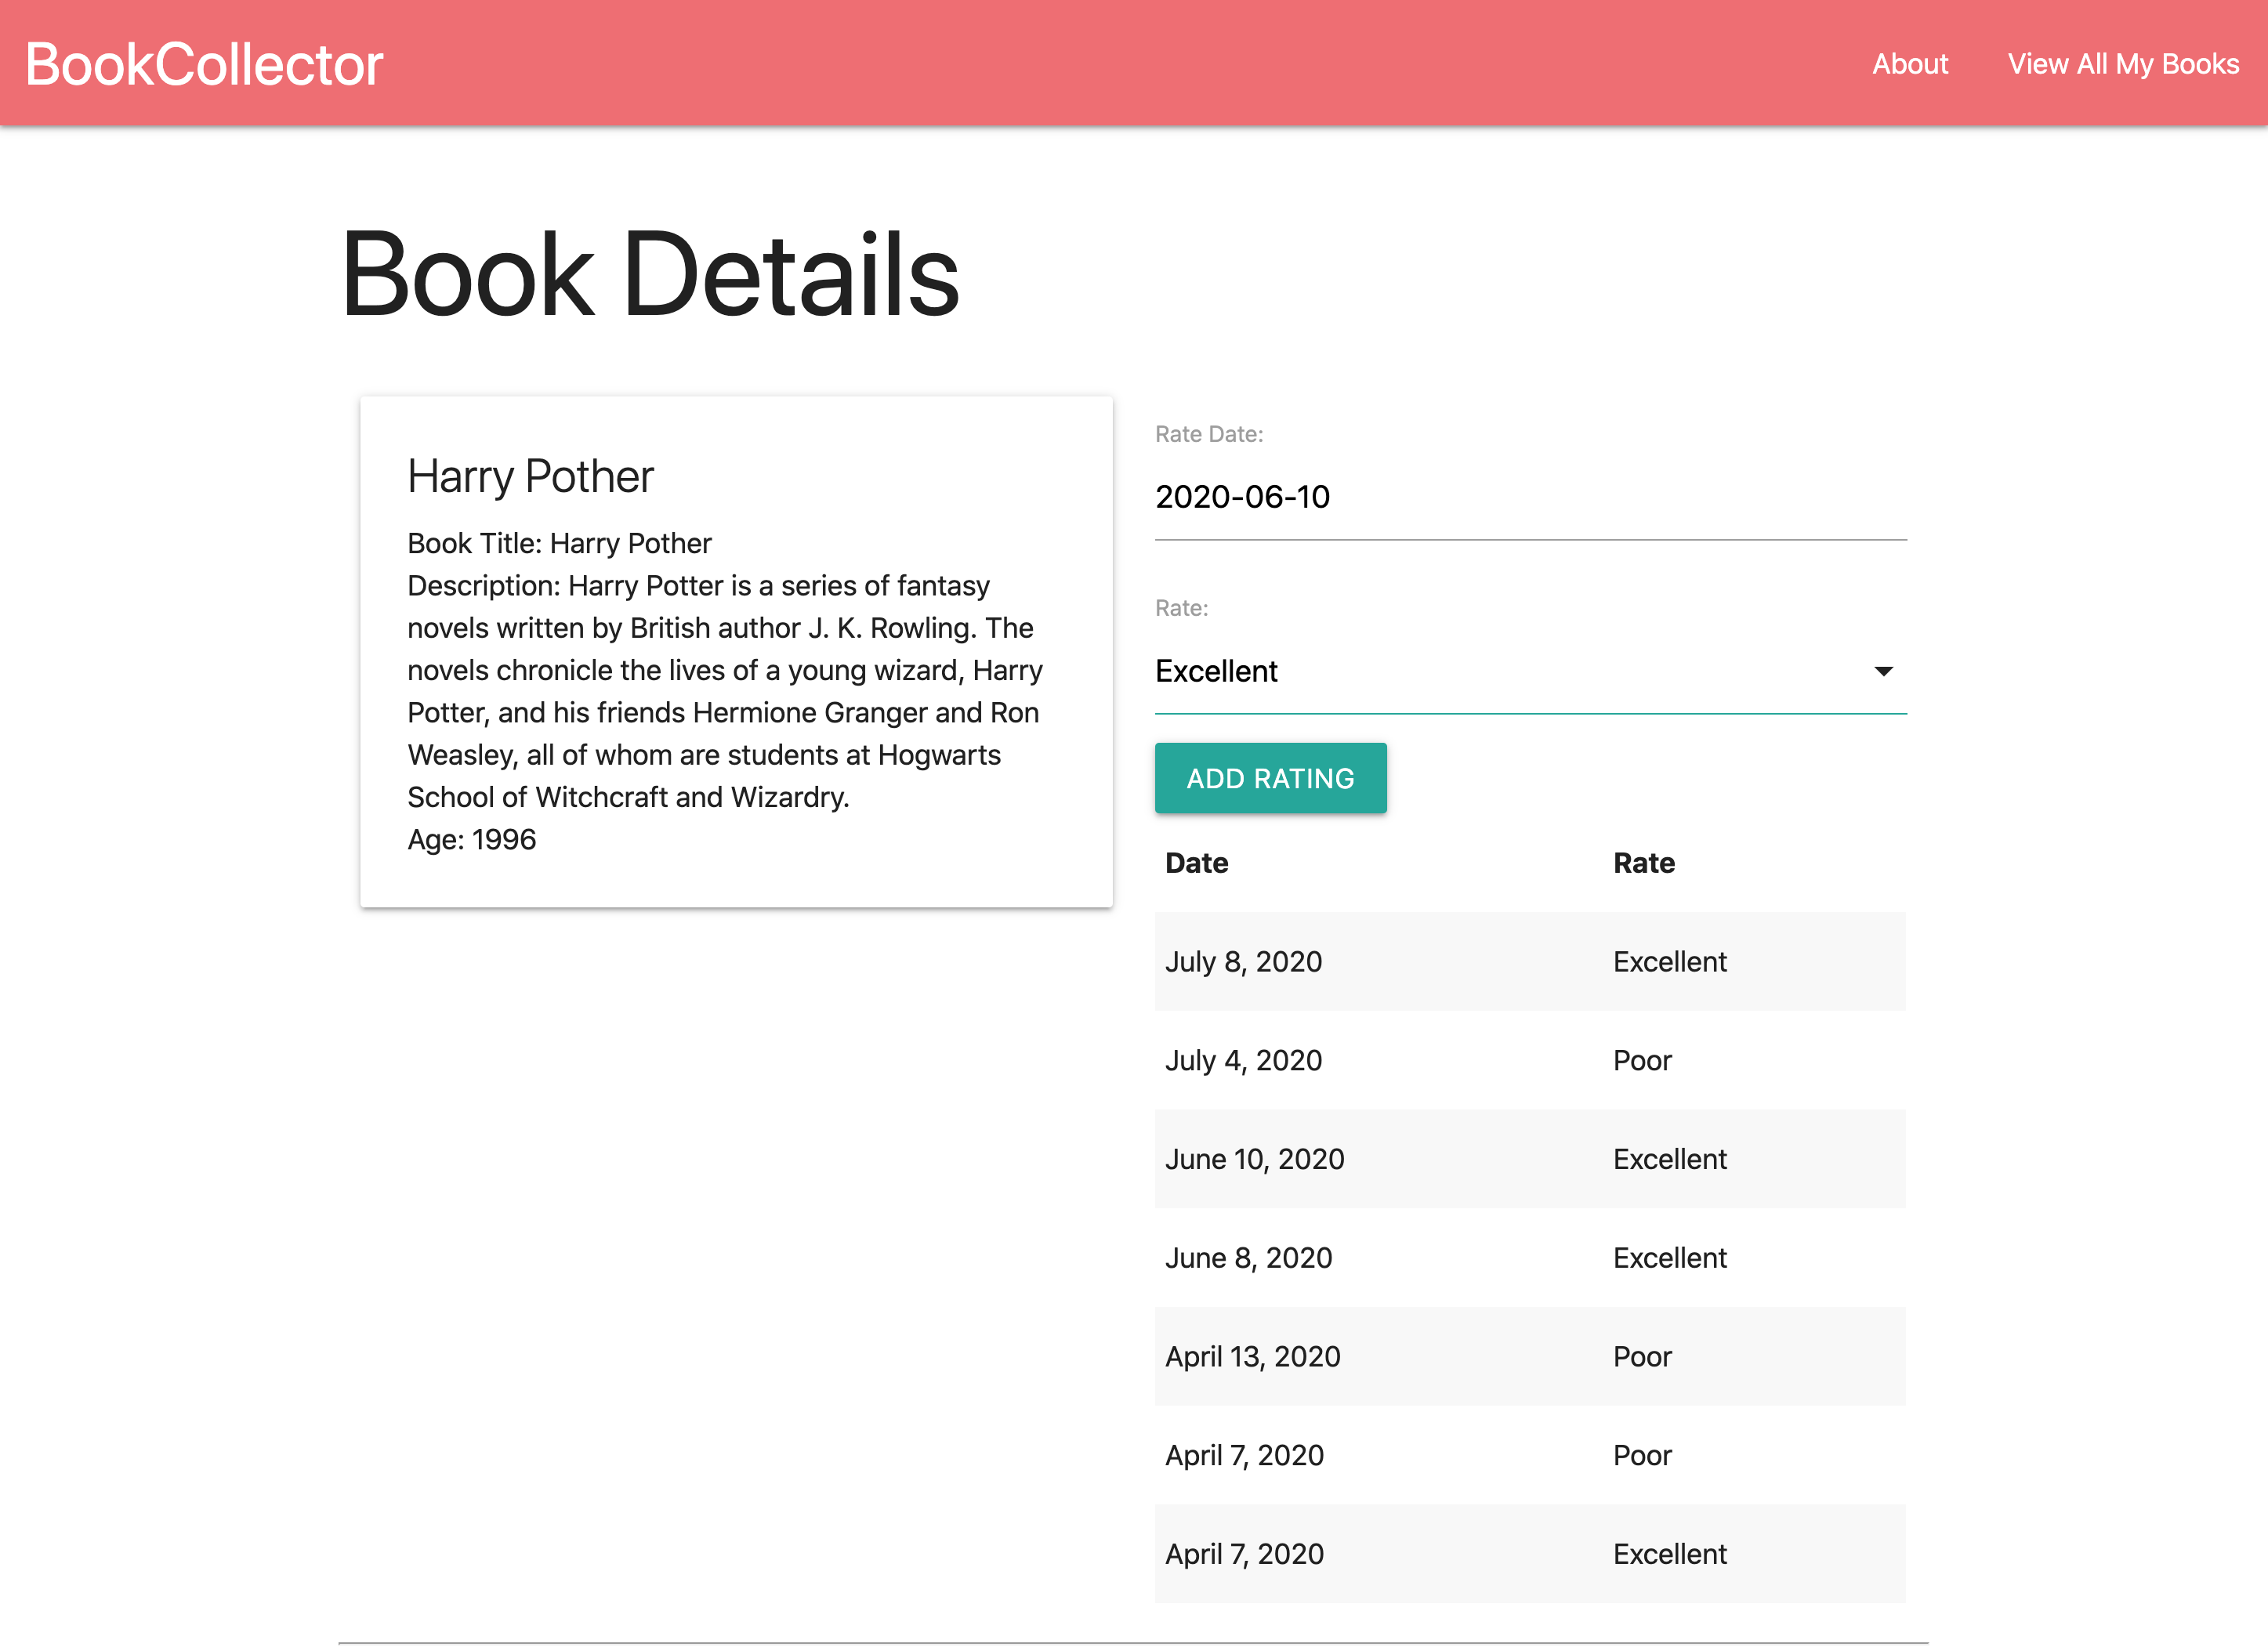 BookCollector
About View All My Books
Book Details
Harry Pother
Book Title: Harry Pother
Description: Harry Potter is a series of fantasy
novels written by British author J. K. Rowling. The
novels chronicle the lives of a young wizard, Harry
Potter, and his friends Hermione Granger and Ron
Weasley, all of whom are students at Hogwarts
School of Witchcraft and Wizardry.
Age: 1996
Rate Date:
2020-06-10
Rate:
Excellent
ADD RATING
Date Rate
July 8, 2020 Excellent
July 4, 2020 Poor
June 10, 2020 Excellent
June 8, 2020 Excellent
April 13, 2020 Poor
April 7, 2020 Poor
April 7, 2020 Excellent